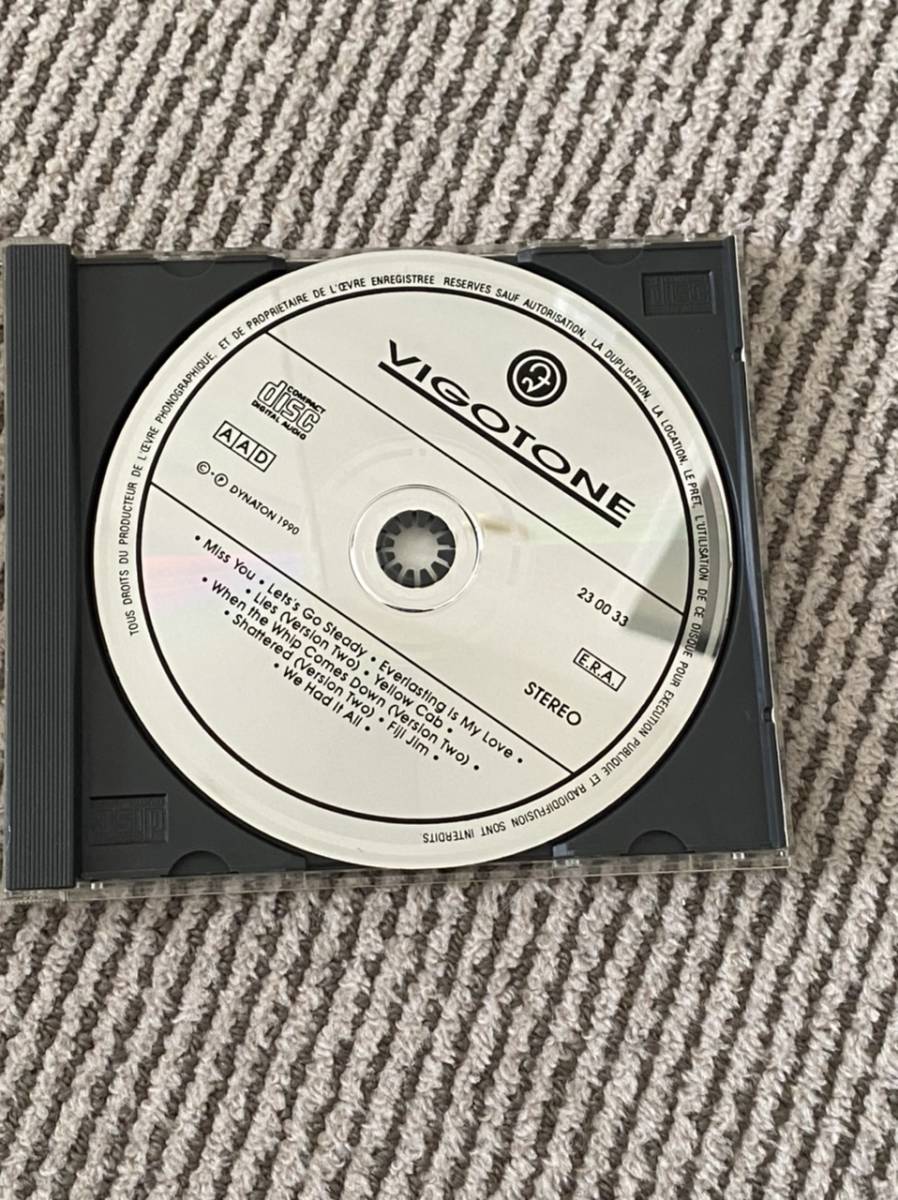 VIGOTONE
COMPACT
disc
DIGITAL AUDIO
AAD
©·℗ DYNATON 1990
23 00 33
E.R.A.
STEREO
• Miss You • Lets's Go Steady • Everlasting Is My Love •
• Lies (Version Two) • Yellow Cab •
• When the Whip Comes Down (Version Two) •
• Shattered (Version Two) • Fiji Jim •
• We Had It All •
TOUS DROITS DU PRODUCTEUR DE L'ŒVRE PHONOGRAPHIQUE, ET DE PROPRIETAIRE DE L'ŒVRE ENREGISTREE RESERVES SAUF AUTORISATION, LA DUPLICATION, LA LOCATION, LE PRET, L'UTILISATION DE CE DISQUE POUR EXECUTION PUBLIQUE ET RADIODIFFUSION SONT INTERDITS
disc
disc